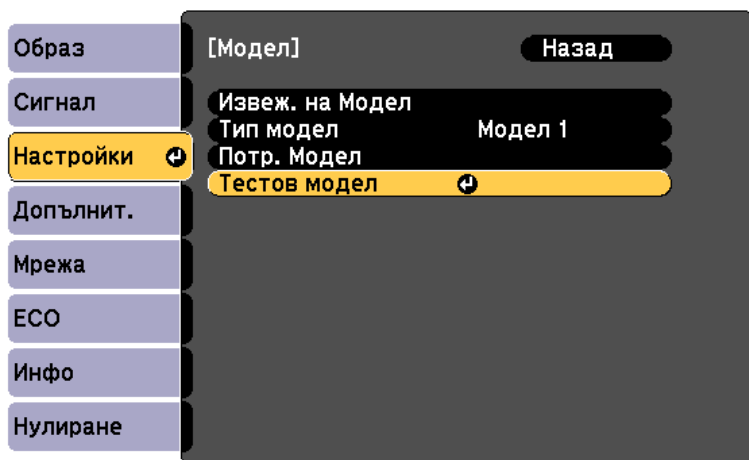 Образ
Сигнал
Настройки
Допълнит.
Мрежа
ECO
Инфо
Нулиране
[Модел] Назад
Извеж. на Модел
Тип модел Модел 1
Потр. Модел
Тестов модел